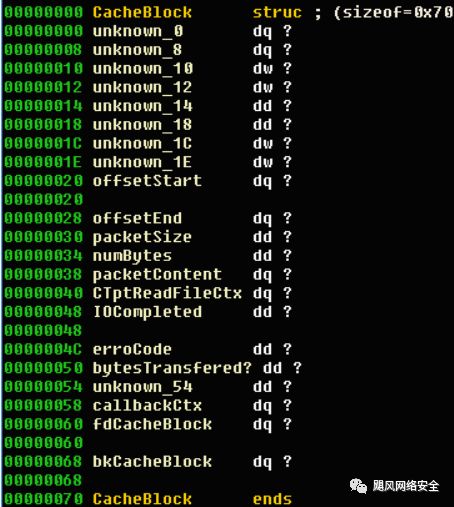 00000000 CacheBlock struc ; (sizeof=0x70
00000000 unknown_0 dq ?
00000008 unknown_8 dq ?
00000010 unknown_10 dw ?
00000012 unknown_12 dw ?
00000014 unknown_14 dd ?
00000018 unknown_18 dd ?
0000001C unknown_1C dw ?
0000001E unknown_1E dw ?
00000020 offsetStart dq ?
00000020
00000028 offsetEnd dq ?
00000030 packetSize dd ?
00000034 numBytes dd ?
00000038 packetContent dq ?
00000040 CTptReadFileCtx dq ?
00000048 IOCompleted dd ?
00000048
0000004C erroCode dd ?
00000050 bytesTransfered? dd ?
00000054 unknown_54 dd ?
00000058 callbackCtx dq ?
00000060 fdCacheBlock dq ?
00000060
00000068 bkCacheBlock dq ?
00000068
00000070 CacheBlock ends
飓风网络安全